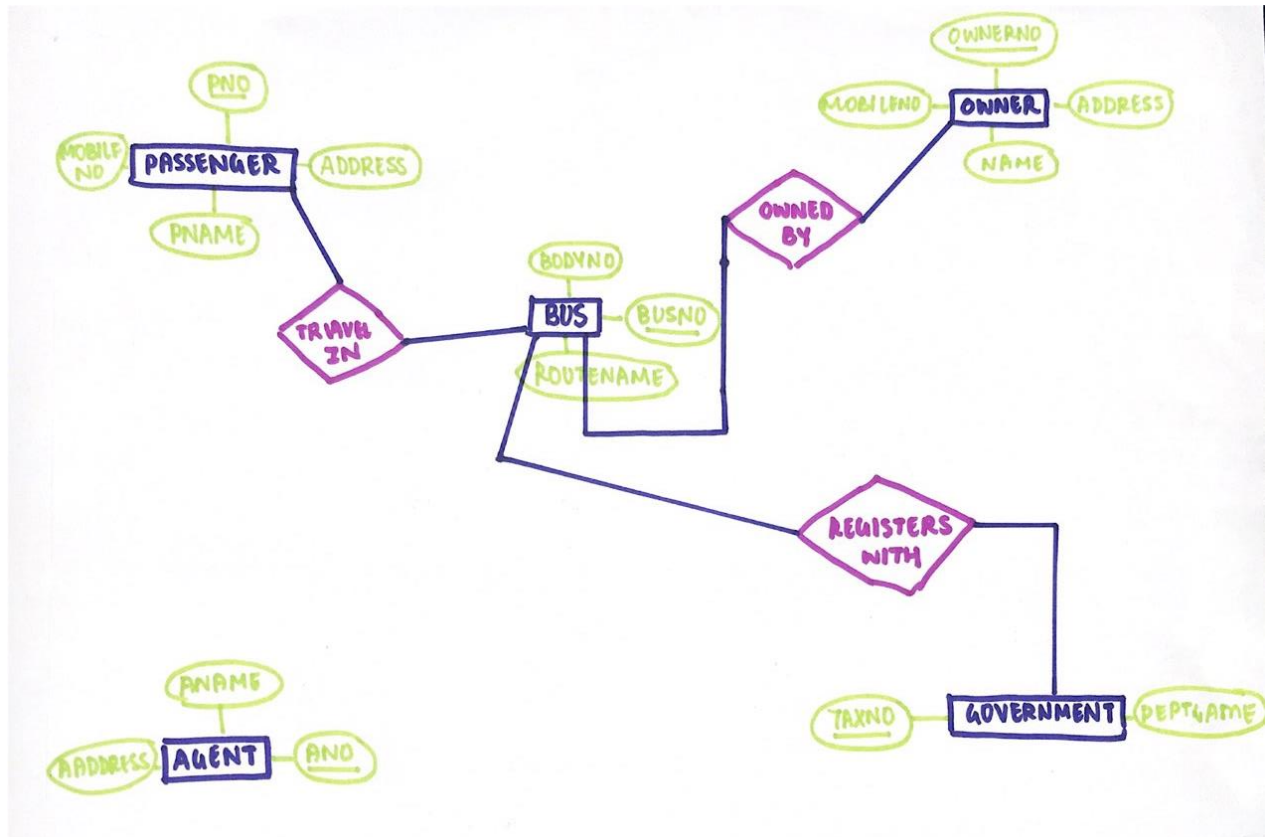 OWNERNO
PNO
MOBILENO
OWNER
ADDRESS
MOBILE
NO
PASSENGER
ADDRESS
NAME
PNAME
OWNED
BY
BODYNO
BUS
BUSNO
TRAVEL
IN
ROUTENAME
REGISTERS
WITH
ANAME
TAXNO
GOVERNMENT
DEPTGAME
AADDRESS
AGENT
ANO